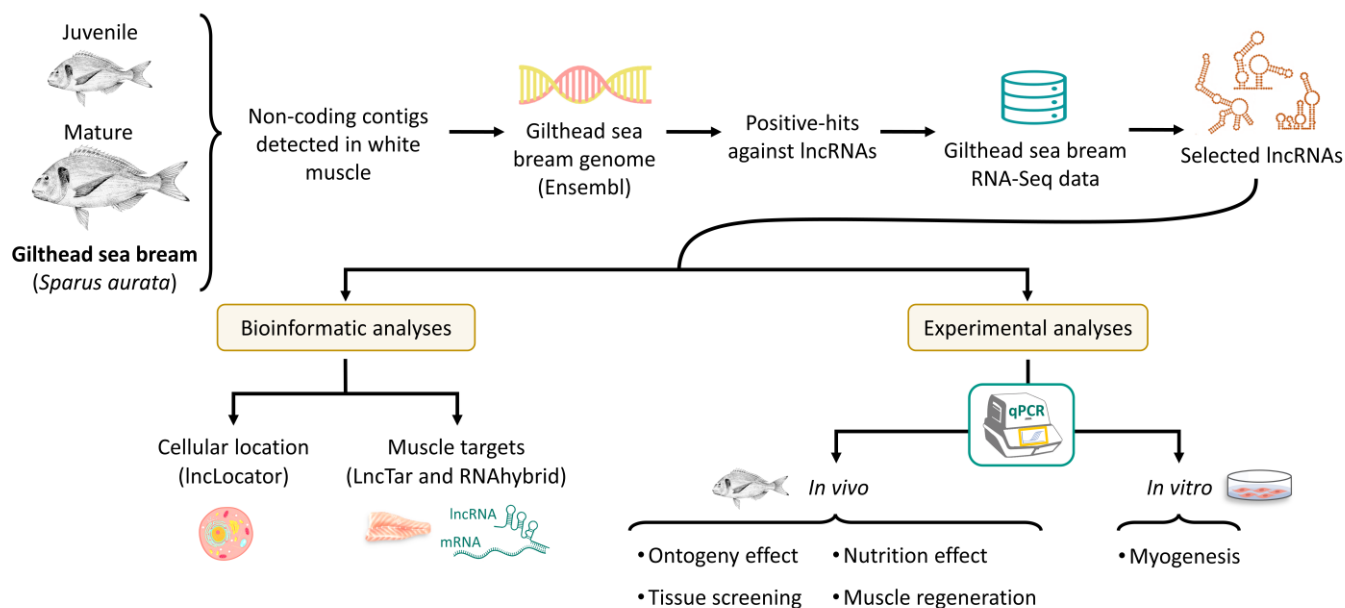 Juvenile
Mature
Gilthead sea bream
(Sparus aurata)
Non-coding contigs
detected in white
muscle
Gilthead sea
bream genome
(Ensembl)
Positive-hits
against lncRNAs
Gilthead sea bream
RNA-Seq data
Selected lncRNAs
Bioinformatic analyses
Cellular location
(lncLocator)
Muscle targets
(LncTar and RNAhybrid)
lncRNA
mRNA
Experimental analyses
qPCR
In vivo
• Ontogeny effect
• Tissue screening
• Nutrition effect
• Muscle regeneration
In vitro
• Myogenesis